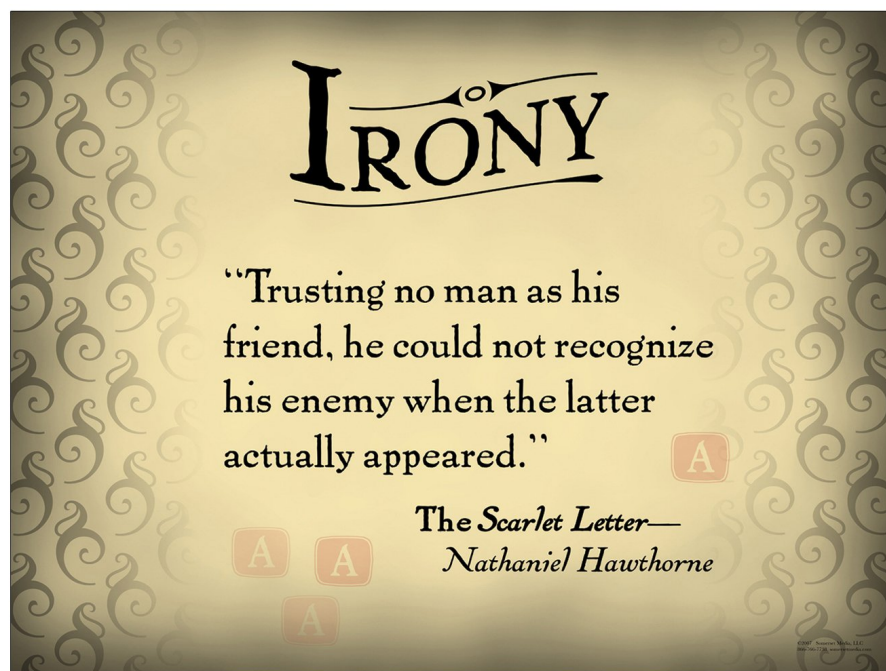 IRONY
“Trusting no man as his
friend, he could not recognize
his enemy when the latter
actually appeared.”
A
The Scarlet Letter—
Nathaniel Hawthorne
A
A
A
©2007